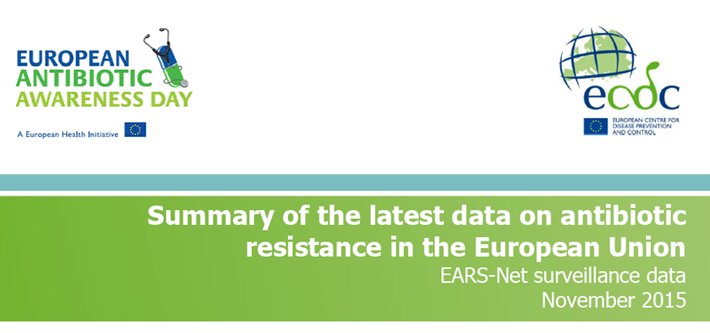 EUROPEAN
ANTIBIOTIC
AWARENESS DAY
A European Health Initiative
ecdc
EUROPEAN CENTRE FOR
DISEASE PREVENTION
AND CONTROL
Summary of the latest data on antibiotic
resistance in the European Union
EARS-Net surveillance data
November 2015